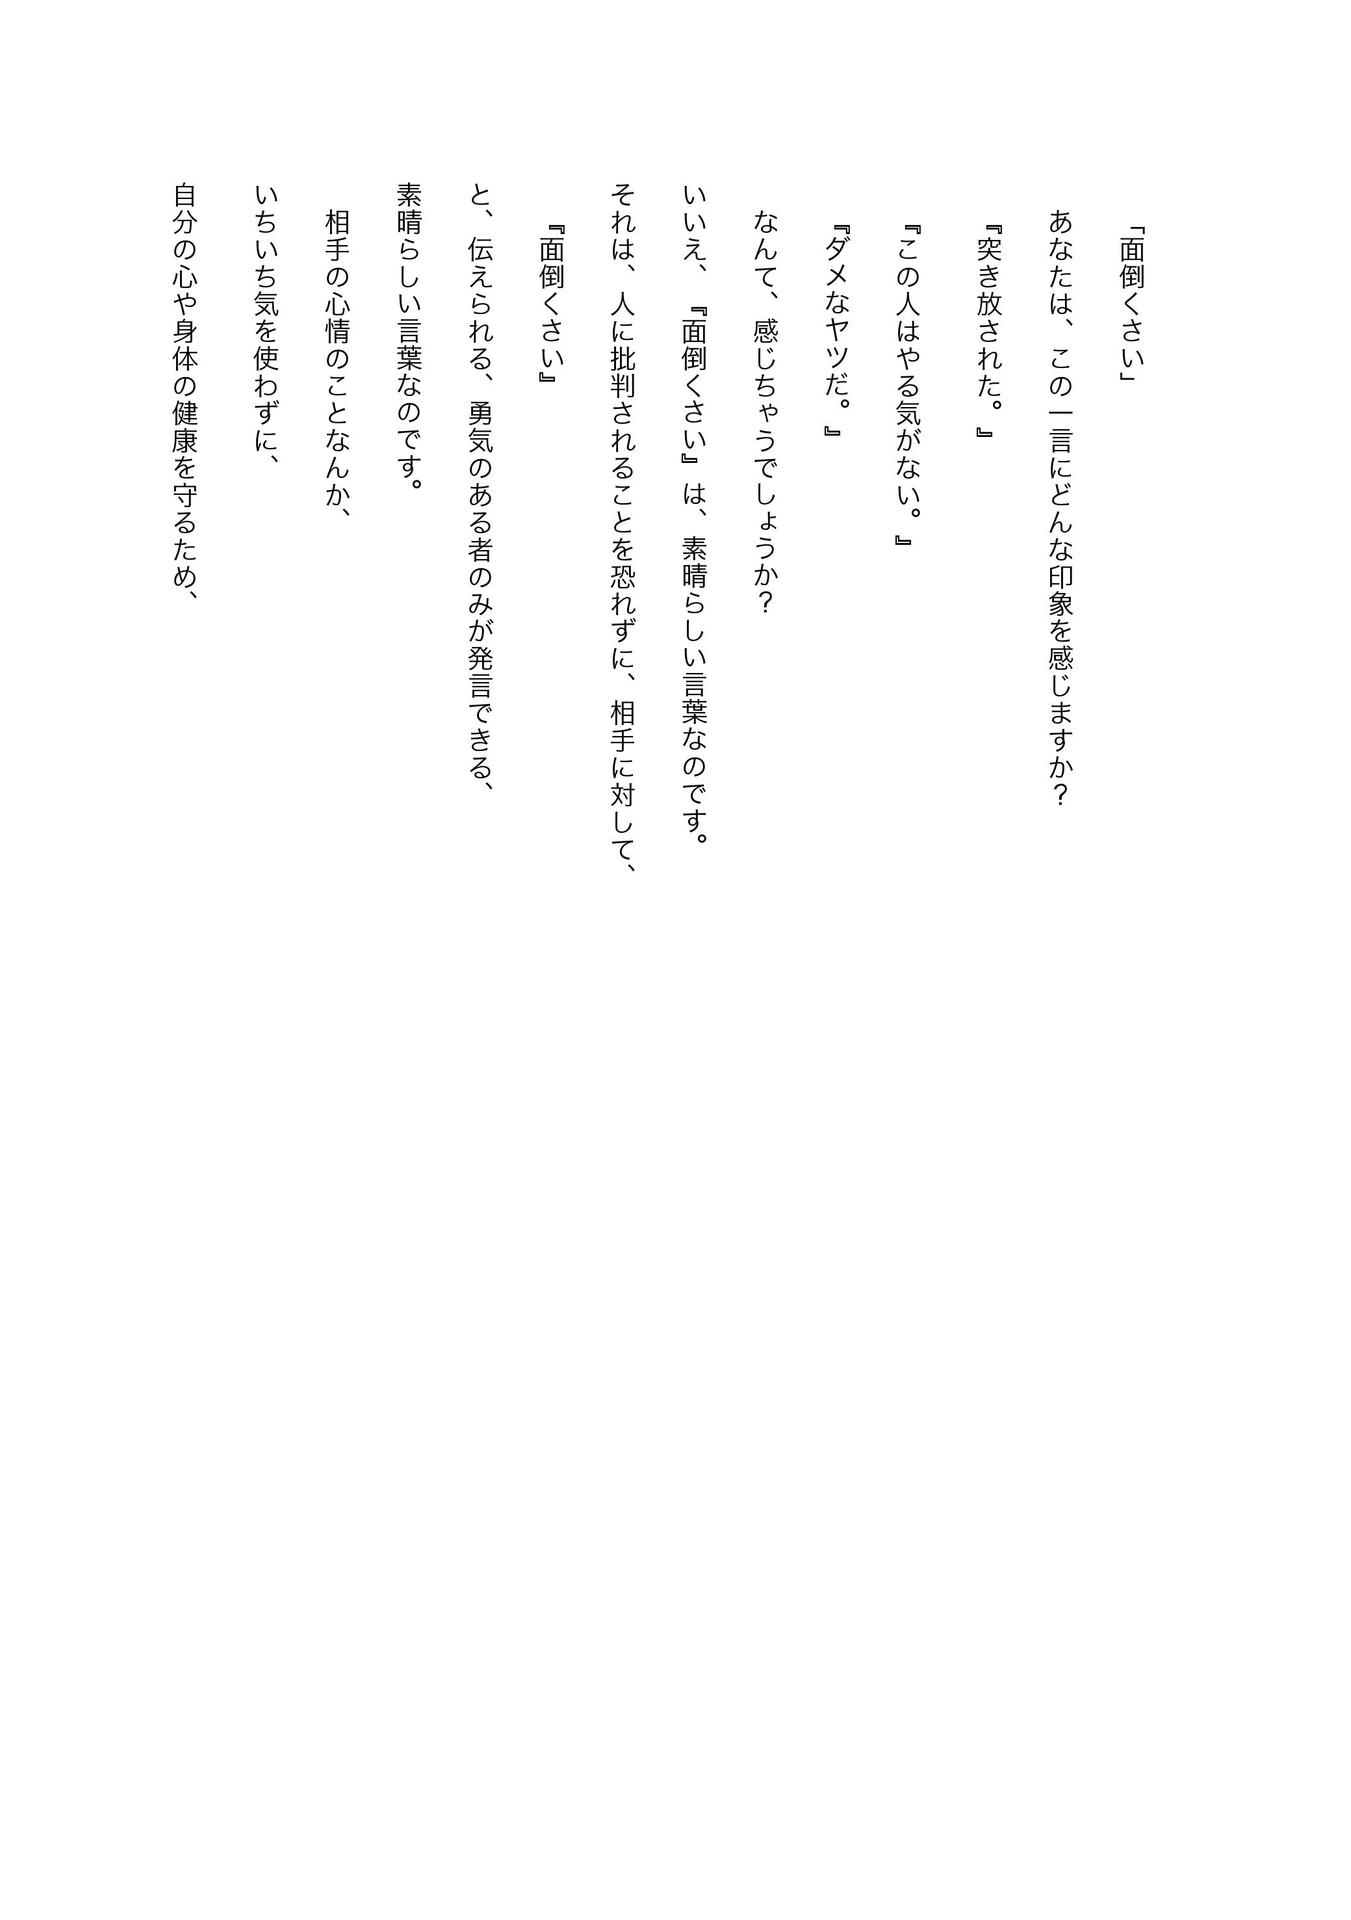 「面倒くさい」
あなたは、この一言にどんな印象を感じますか？
『突き放された。』
『この人はやる気がない。』
『ダメなヤツだ。』
なんて、感じちゃうでしょうか？
いいえ、『面倒くさい』は、素晴らしい言葉なのです。
それは、人に批判されることを恐れずに、相手に対して、
『面倒くさい』
と、伝えられる、勇気のある者のみが発言できる、
素晴らしい言葉なのです。
相手の心情のことなんか、
いちいち気を使わずに、
自分の心や身体の健康を守るため、